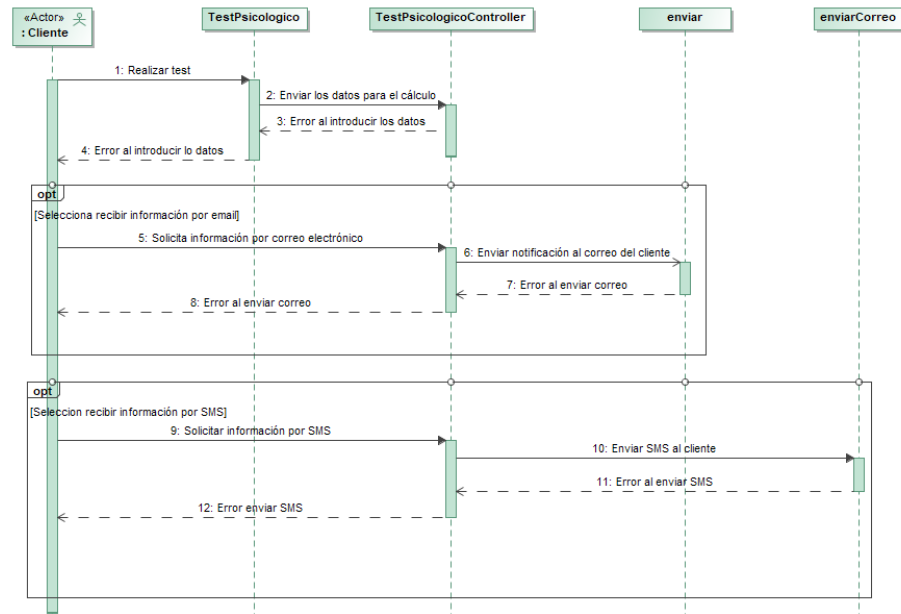 «Actor»
: Cliente
TestPsicologico
TestPsicologicoController
enviar
enviarCorreo
1: Realizar test
2: Enviar los datos para el cálculo
3: Error al introducir los datos
4: Error al introducir lo datos
opt
[Selecciona recibir información por email]
5: Solicita información por correo electrónico
6: Enviar notificación al correo del cliente
7: Error al enviar correo
8: Error al enviar correo
opt
[Seleccion recibir información por SMS]
9: Solicitar información por SMS
10: Enviar SMS al cliente
11: Error al enviar SMS
12: Error enviar SMS